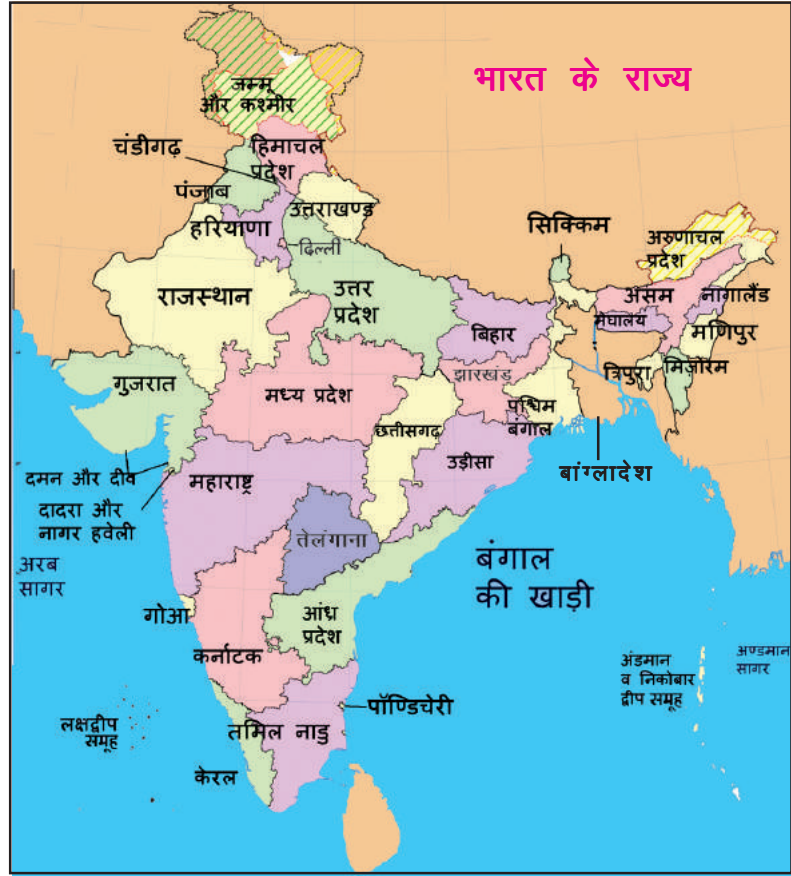 भारत के राज्य
जम्मू
और कश्मीर
चंडीगढ़
हिमाचल
प्रदेश
पंजाब
उत्तराखण्ड
हरियाणा
दिल्ली
सिक्किम
अरुणाचल
प्रदेश
राजस्थान
उत्तर
प्रदेश
असम
नागालैंड
मेघालय
बिहार
मणिपुर
गुजरात
मध्य प्रदेश
झारखंड
त्रिपुरा
मिज़ोरम
पश्चिम
बंगाल
छत्तीसगढ़
दमन और दीव
महाराष्ट्र
उड़ीसा
बांग्लादेश
दादरा और
नागर हवेली
तेलंगाना
अरब
सागर
बंगाल
की खाड़ी
गोआ
आंध्र
प्रदेश
कर्नाटक
अंडमान
व निकोबार
द्वीप समूह
अण्डमान
सागर
पॉण्डिचेरी
लक्षद्वीप
समूह
तमिल नाडु
केरल